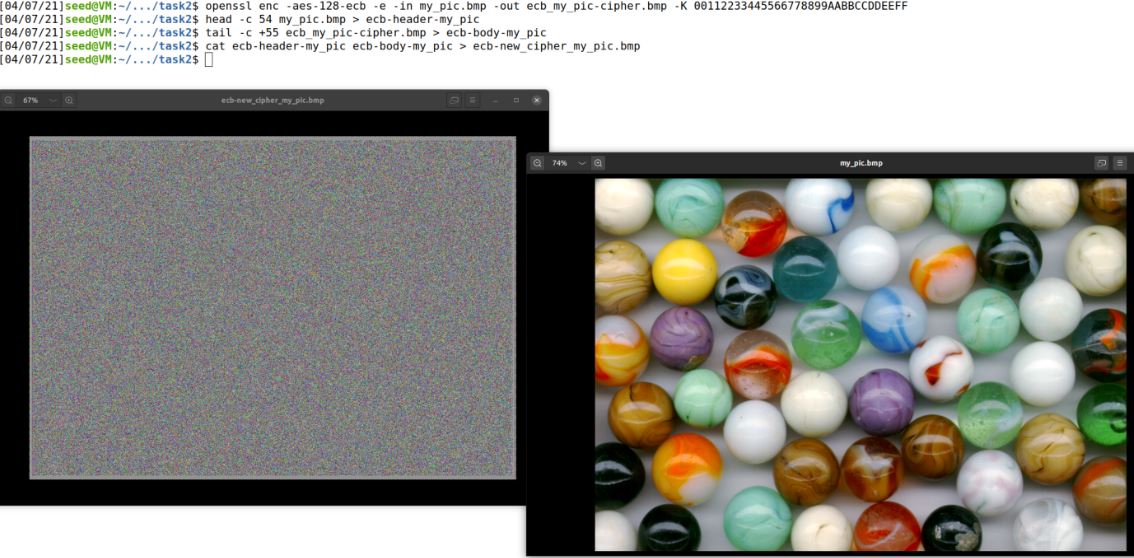 [04/07/21]seed@VM:~/.../task2$ openssl enc -aes-128-ecb -e -in my_pic.bmp -out ecb_my_pic-cipher.bmp -K 00112233445566778899AABBCCDDEEFF
[04/07/21]seed@VM:~/.../task2$ head -c 54 my_pic.bmp > ecb-header-my_pic
[04/07/21]seed@VM:~/.../task2$ tail -c +55 ecb_my_pic-cipher.bmp > ecb-body-my_pic
[04/07/21]seed@VM:~/.../task2$ cat ecb-header-my_pic ecb-body-my_pic > ecb-new_cipher_my_pic.bmp
[04/07/21]seed@VM:~/.../task2$
67% ecb-new_cipher_my_pic.bmp
74% my_pic.bmp